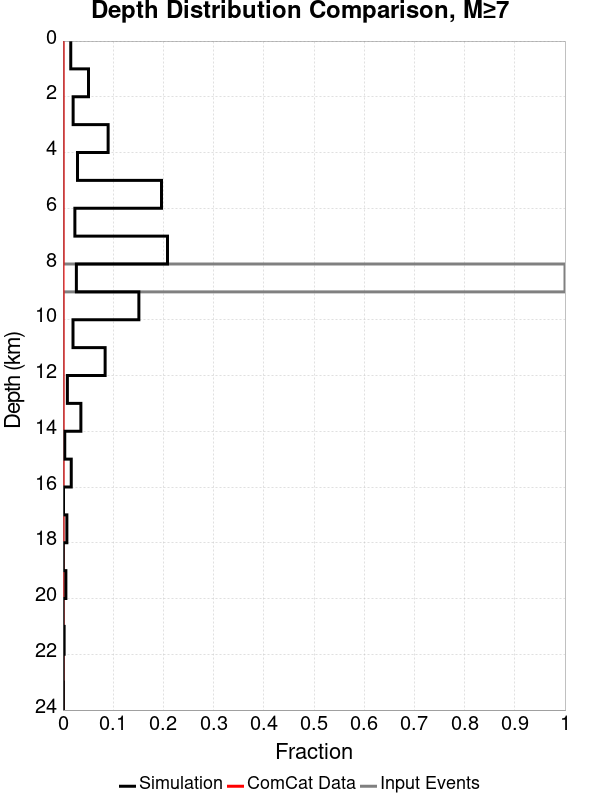 Depth Distribution Comparison, M≥7
0
2
4
6
8
10
12
14
16
18
20
22
24
Depth (km)
0 0.1 0.2 0.3 0.4 0.5 0.6 0.7 0.8 0.9 1
Fraction
Simulation ComCat Data Input Events